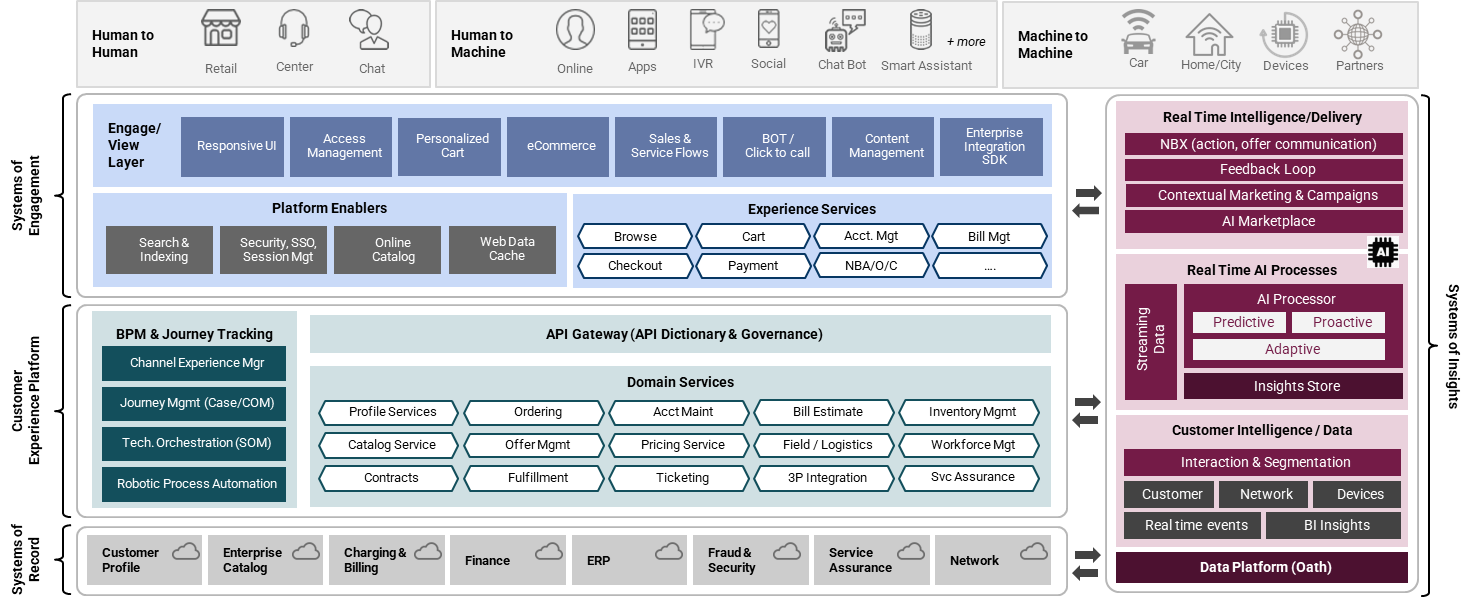 Human to
Human
Retail
Center
Chat
Human to
Machine
Online
Apps
IVR
Social
Chat Bot
Smart Assistant
+ more
Machine to
Machine
Car
Home/City
Devices
Partners
Systems of
Engagement
Engage/
View
Layer
Responsive UI
Access
Management
Personalized
Cart
eCommerce
Sales &
Service Flows
BOT /
Click to call
Content
Management
Enterprise
Integration
SDK
Platform Enablers
Search &
Indexing
Security, SSO,
Session Mgt
Online
Catalog
Web Data
Cache
Experience Services
Browse
Cart
Acct. Mgt
Bill Mgt
Checkout
Payment
NBA/O/C
....
Customer
Experience Platform
BPM & Journey Tracking
Channel Experience Mgr
Journey Mgmt (Case/COM)
Tech. Orchestration (SOM)
Robotic Process Automation
API Gateway (API Dictionary & Governance)
Domain Services
Profile Services
Ordering
Acct Maint
Bill Estimate
Inventory Mgmt
Catalog Service
Offer Mgmt
Pricing Service
Field / Logistics
Workforce Mgt
Contracts
Fulfillment
Ticketing
3P Integration
Svc Assurance
Systems of
Record
Customer
Profile
Enterprise
Catalog
Charging &
Billing
Finance
ERP
Fraud &
Security
Service
Assurance
Network
Real Time Intelligence/Delivery
NBX (action, offer communication)
Feedback Loop
Contextual Marketing & Campaigns
AI Marketplace
AI
Real Time AI Processes
Streaming
Data
AI Processor
Predictive
Proactive
Adaptive
Insights Store
Customer Intelligence / Data
Interaction & Segmentation
Customer
Network
Devices
Real time events
BI Insights
Data Platform (Oath)
Systems of Insights